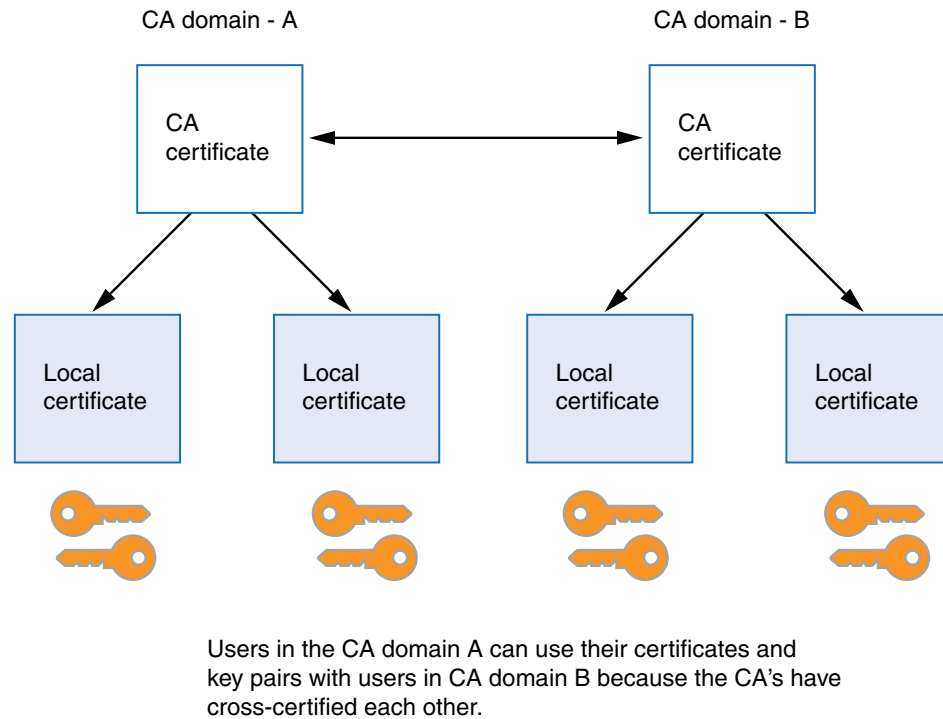 CA domain - A
CA domain - B
CA
certificate
CA
certificate
Local
certificate
Local
certificate
Local
certificate
Local
certificate
Users in the CA domain A can use their certificates and
key pairs with users in CA domain B because the CA's have
cross-certified each other.